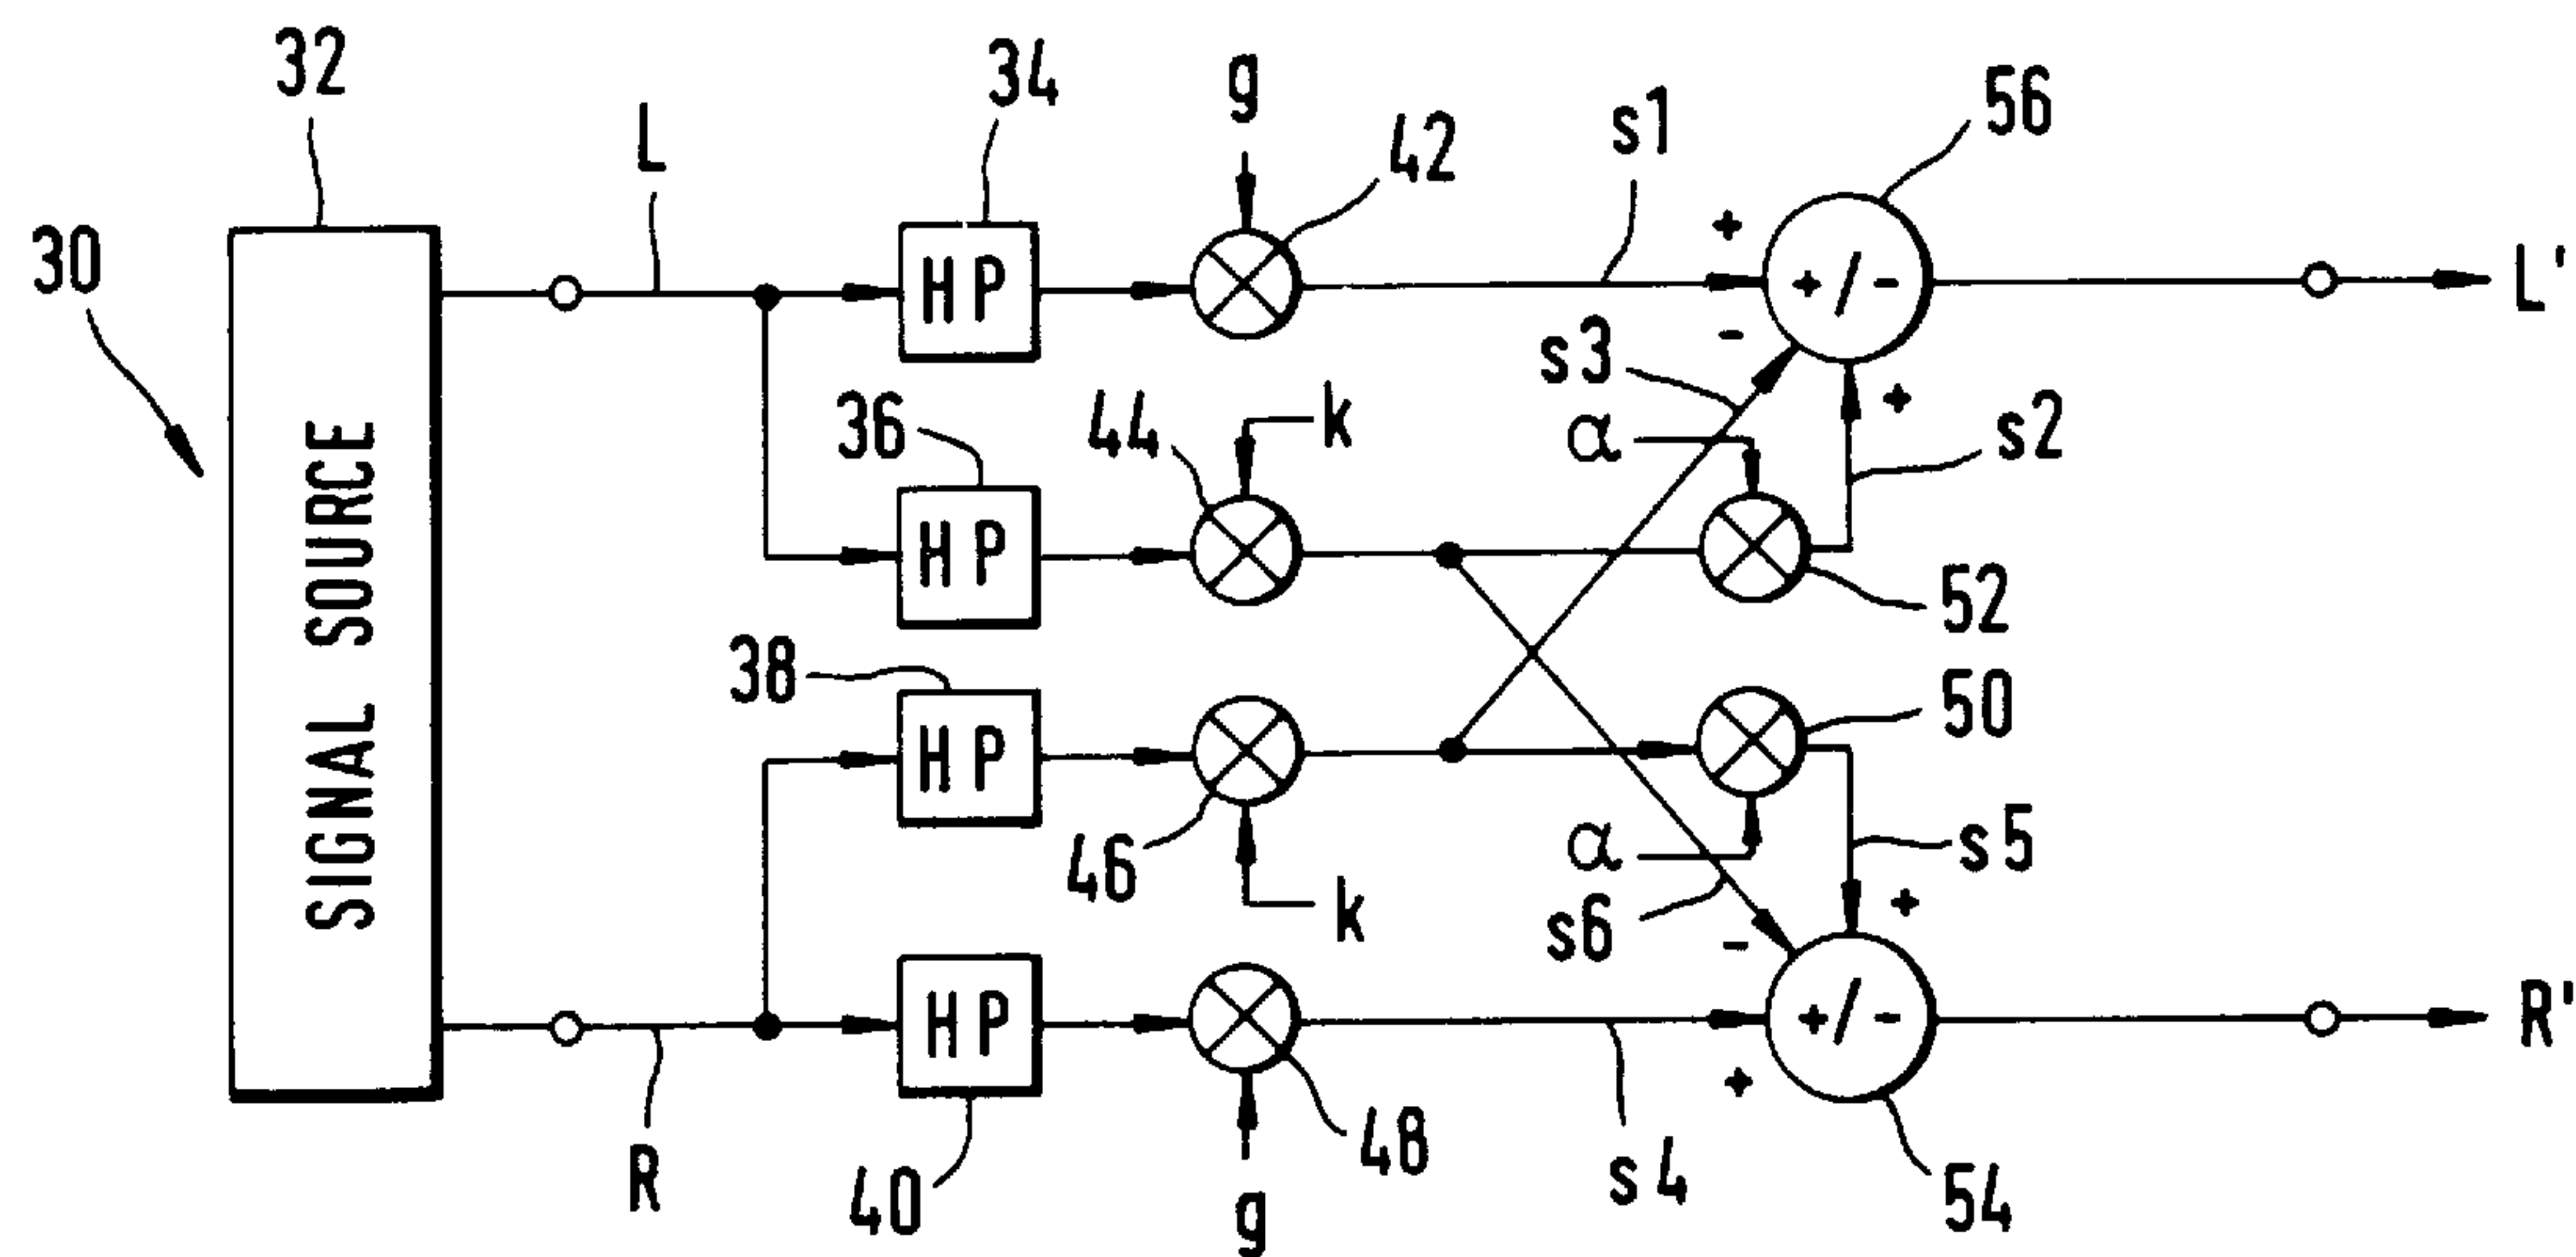 32
L
34
g
42
s1
56
30
+
HP
+/-
L'
s3
-
36
44
k
α
+
s2
SIGNAL SOURCE
HP
52
38
50
HP
46
α
s5
k
s6
+
-
HP
+/-
R'
+
R
40
48
s4
g
54